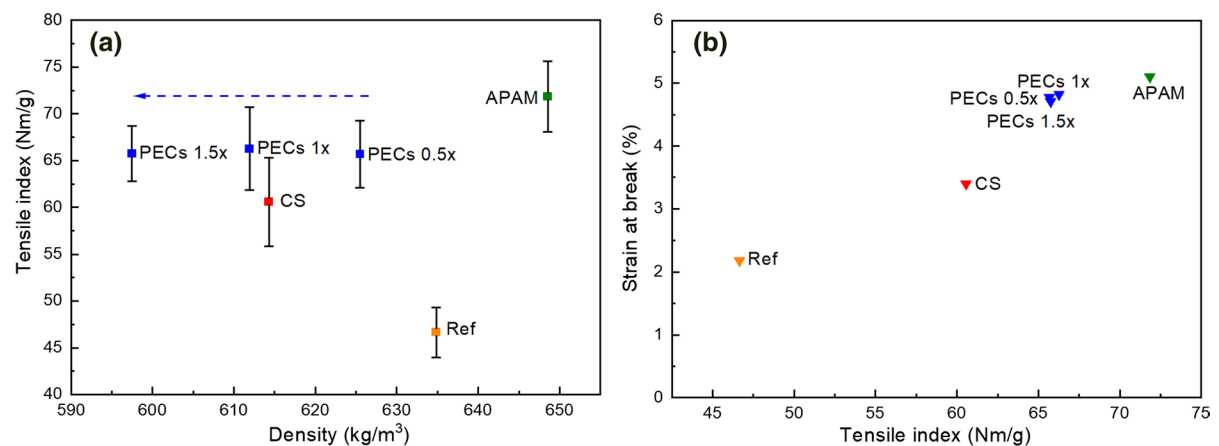 (a)
80
75
70
65
60
55
50
45
40
Tensile index (Nm/g)
APAM
PECs 1.5x
PECs 1x
PECs 0.5x
CS
Ref
590
600
610
620
630
640
650
Density (kg/m³)
(b)
6
5
4
3
2
1
0
Strain at break (%)
PECs 1x
PECs 0.5x
PECs 1.5x
APAM
CS
Ref
45
50
55
60
65
70
75
Tensile index (Nm/g)